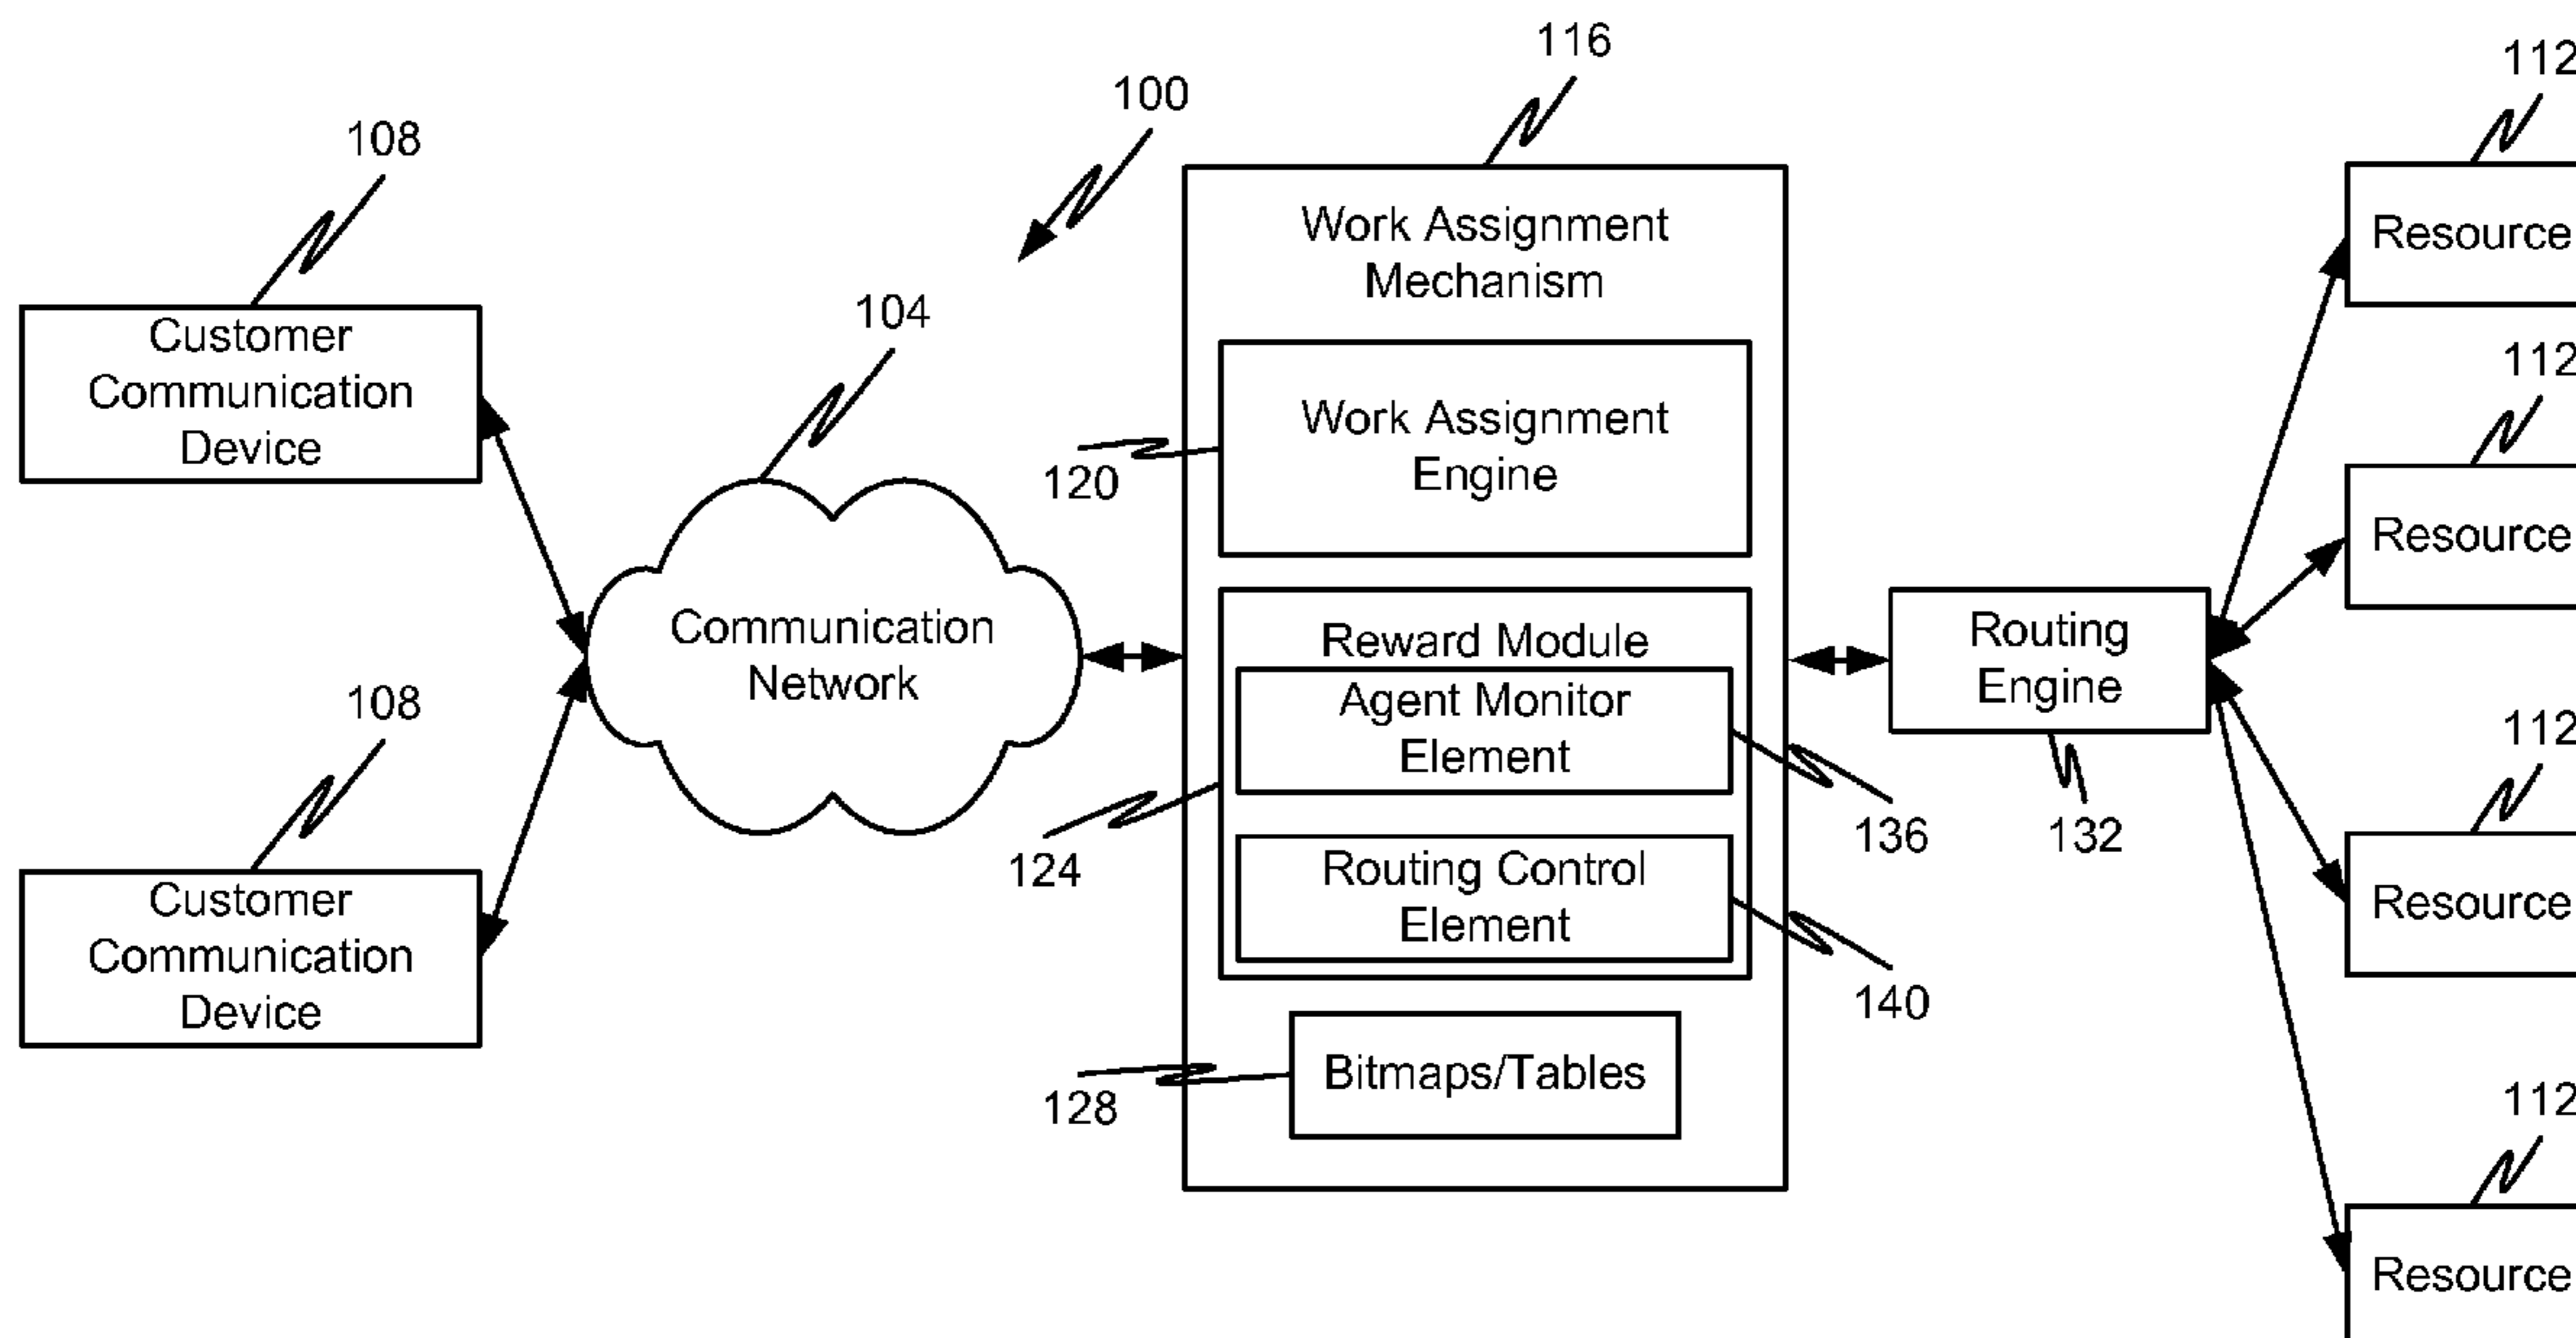 116
112
100
108
Work Assignment
Mechanism
Resource
104
Customer
Communication
Device
112
Work Assignment
Engine
120
Resource
Communication
Network
Reward Module
Routing
Engine
108
Agent Monitor
Element
112
136
132
124
Routing Control
Element
Customer
Communication
Device
Resource
140
Bitmaps/Tables
128
112
Resource